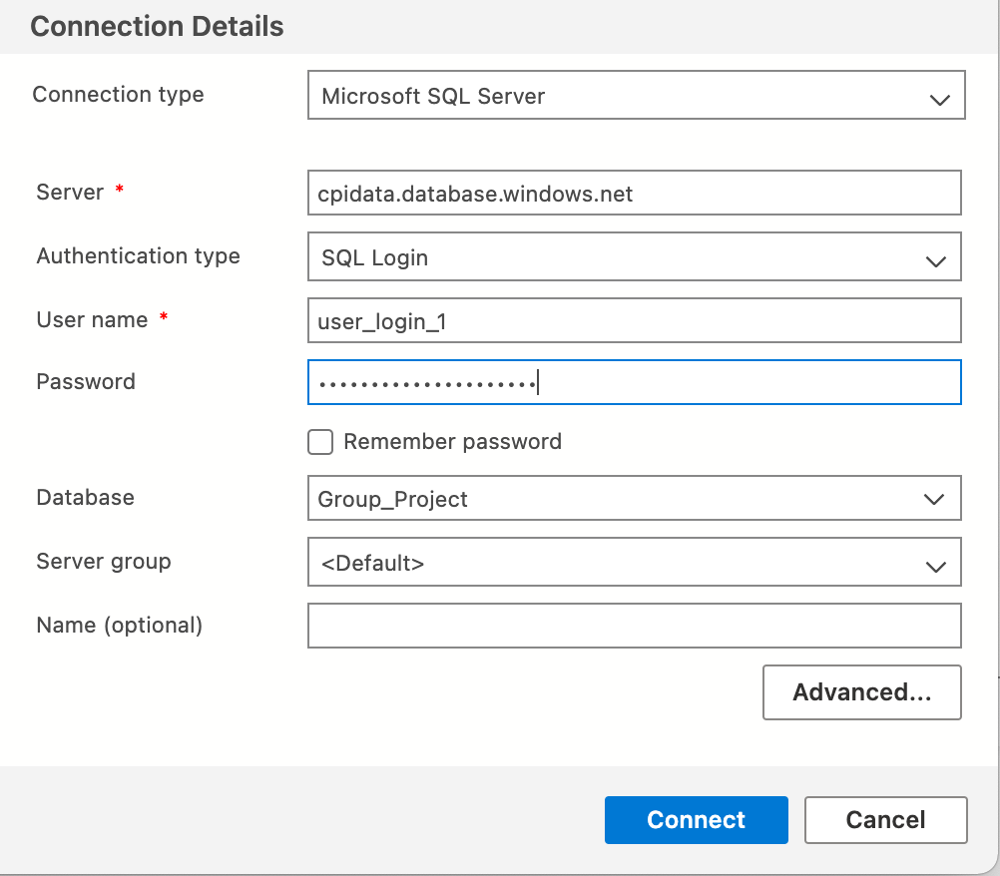 Connection Details
Connection type
Microsoft SQL Server
Server *
cpidata.database.windows.net
Authentication type
SQL Login
User name *
user_login_1
Password
•••••••••••••••••••••
Remember password
Database
Group_Project
Server group
<Default>
Name (optional)
Advanced...
Connect
Cancel